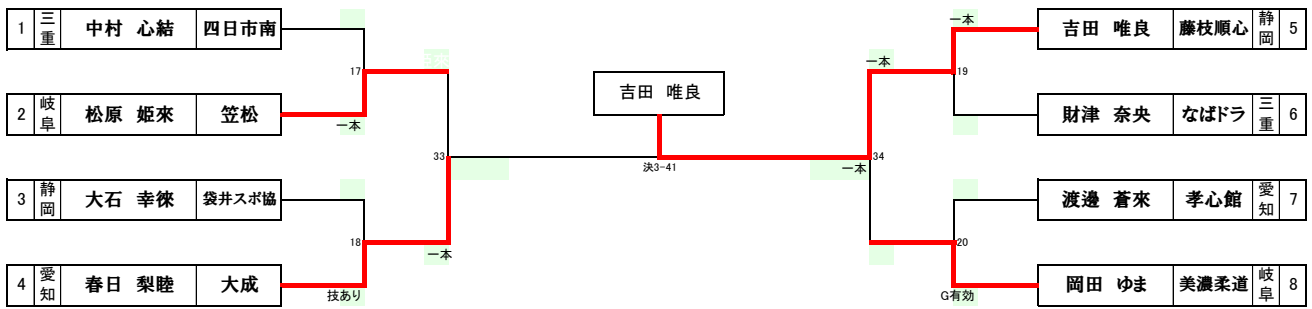 1 三重 中村 心結 四日市南
17
2 岐阜 松原 姫來 笠松
一本
33
3 静岡 大石 幸徠 袋井スポ協
18
一本
4 愛知 春日 梨睦 大成
技あり
吉田 唯良
決3-41
一本
吉田 唯良 藤枝順心 静岡 5
一本
19
財津 奈央 なばドラ 三重 6
34
一本
渡邊 蒼來 孝心館 愛知 7
20
岡田 ゆま 美濃柔道 岐阜 8
G有効